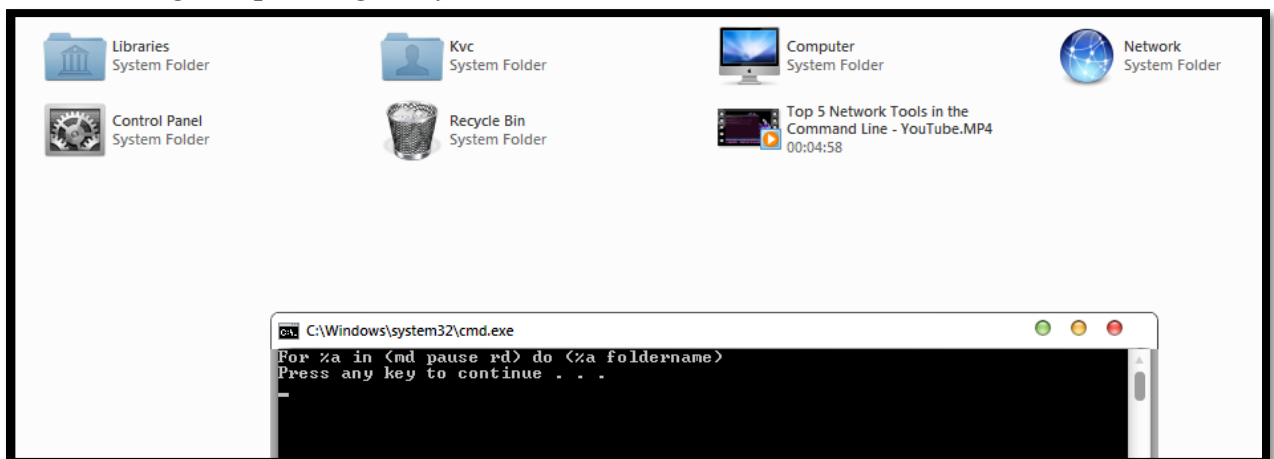 Libraries
System Folder
Kvc
System Folder
Computer
System Folder
Network
System Folder
Control Panel
System Folder
Recycle Bin
System Folder
Top 5 Network Tools in the
Command Line - YouTube.MP4
00:04:58
C:\Windows\system32\cmd.exe
For %a in (md pause rd) do (%a foldername)
Press any key to continue . . .